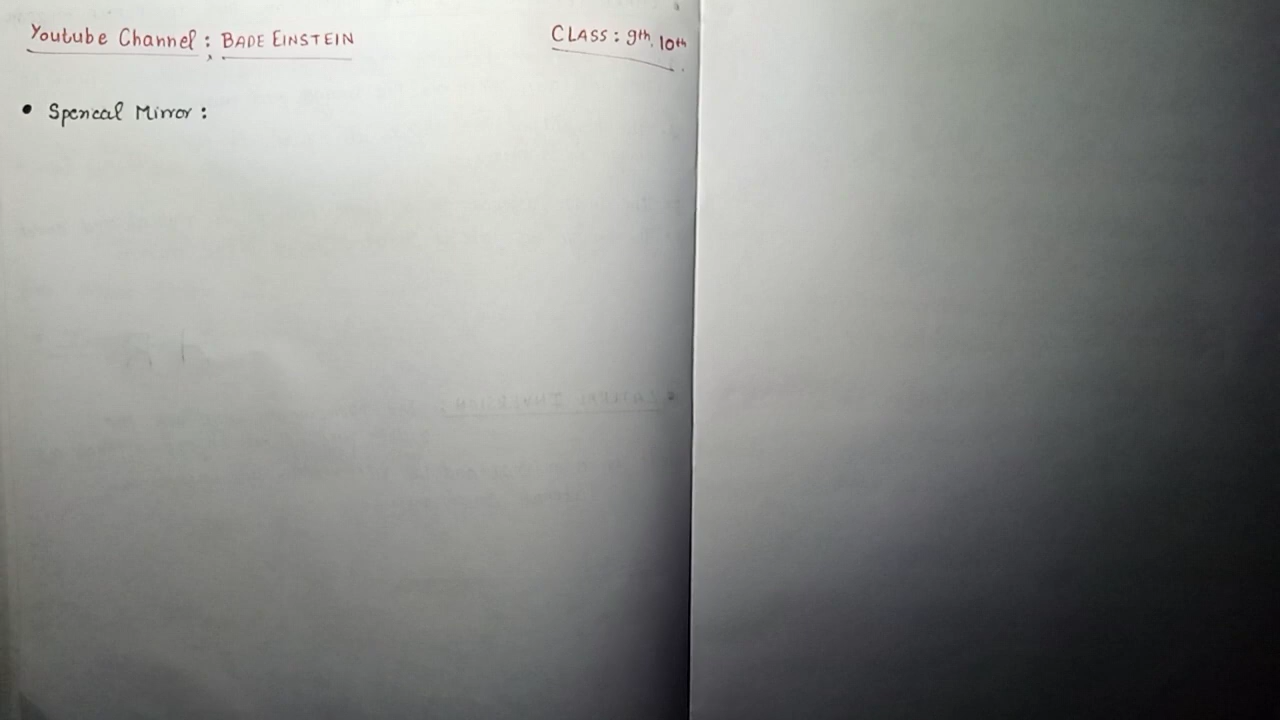 Youtube Channel : BADE EINSTEIN
CLASS : 9th, 10th
• Sperical Mirror :